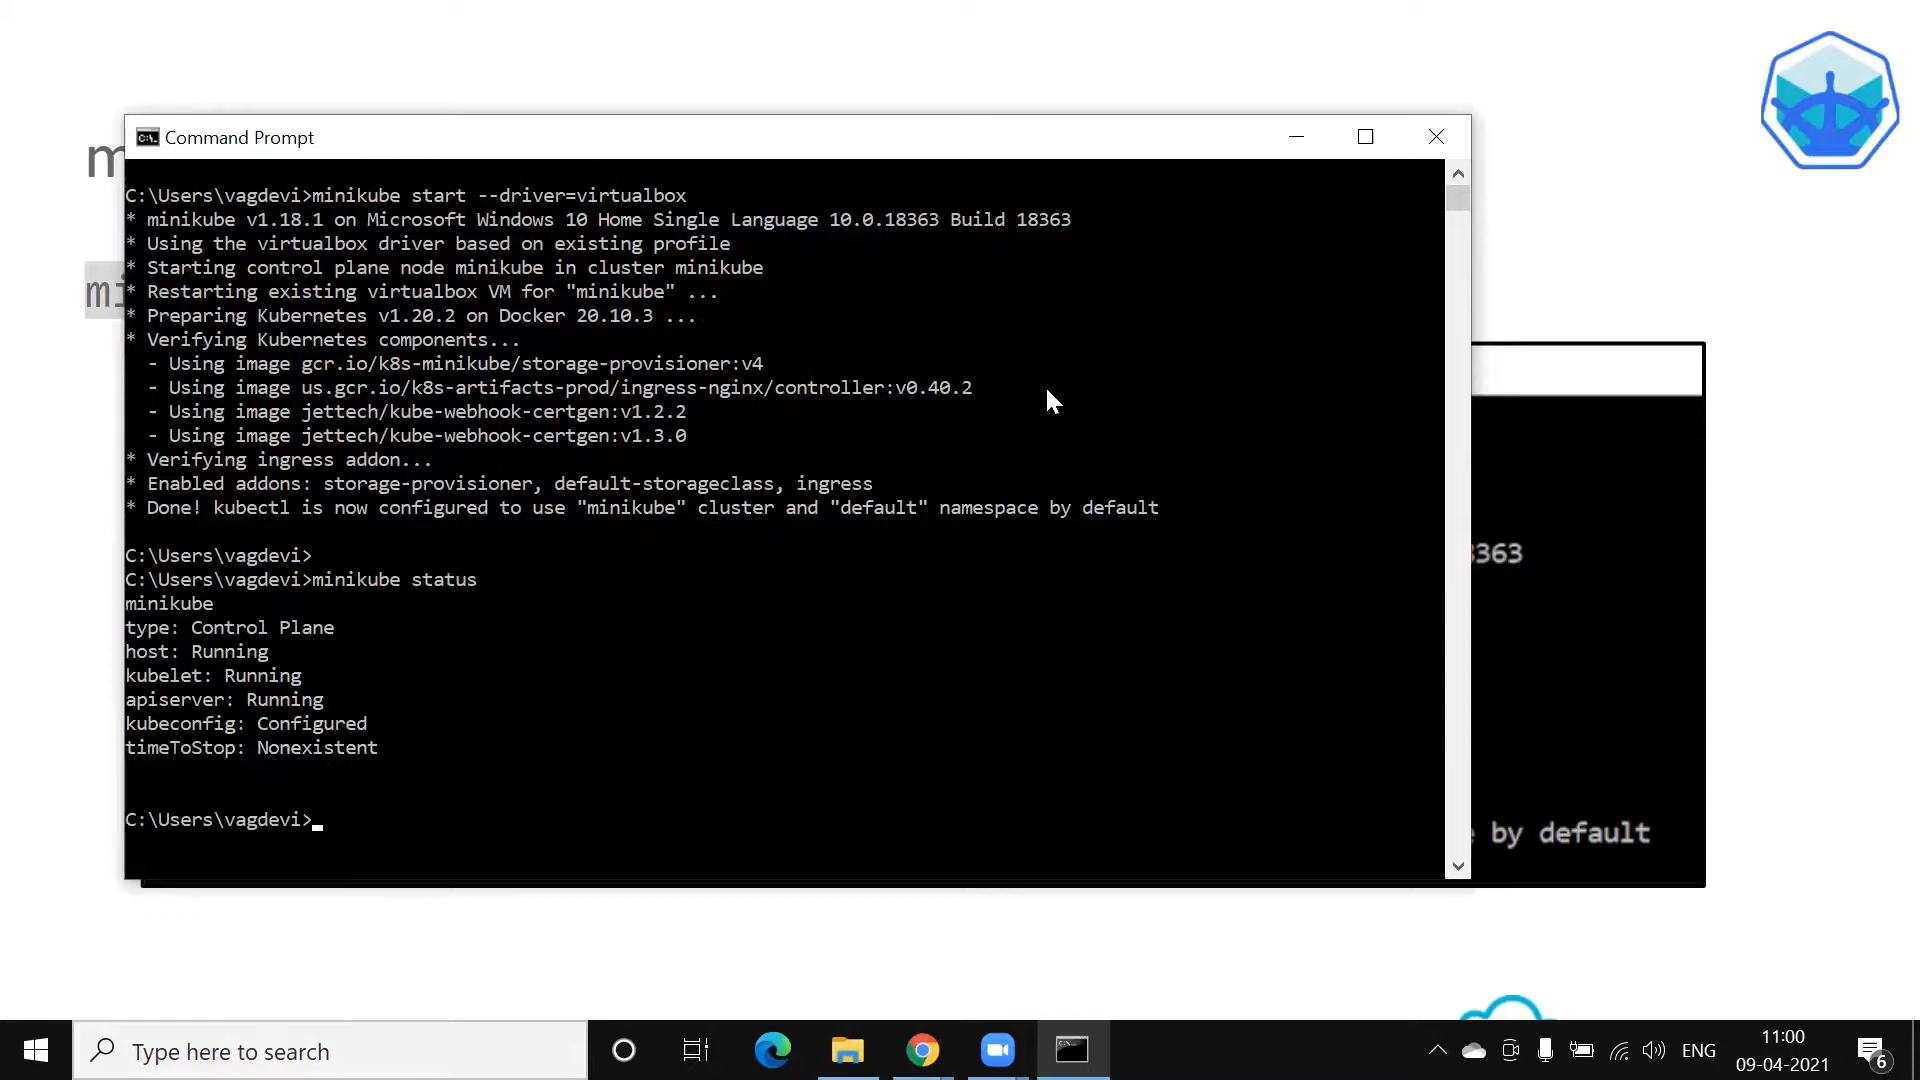 m
mi
Command Prompt
C:\Users\vagdevi>minikube start --driver=virtualbox
* minikube v1.18.1 on Microsoft Windows 10 Home Single Language 10.0.18363 Build 18363
* Using the virtualbox driver based on existing profile
* Starting control plane node minikube in cluster minikube
* Restarting existing virtualbox VM for "minikube" ...
* Preparing Kubernetes v1.20.2 on Docker 20.10.3 ...
* Verifying Kubernetes components...
- Using image gcr.io/k8s-minikube/storage-provisioner:v4
- Using image us.gcr.io/k8s-artifacts-prod/ingress-nginx/controller:v0.40.2
- Using image jettech/kube-webhook-certgen:v1.2.2
- Using image jettech/kube-webhook-certgen:v1.3.0
* Verifying ingress addon...
* Enabled addons: storage-provisioner, default-storageclass, ingress
* Done! kubectl is now configured to use "minikube" cluster and "default" namespace by default
C:\Users\vagdevi>
C:\Users\vagdevi>minikube status
minikube
type: Control Plane
host: Running
kubelet: Running
apiserver: Running
kubeconfig: Configured
timeToStop: Nonexistent
C:\Users\vagdevi>
8363
by default
Type here to search
ENG
11:00
09-04-2021
6